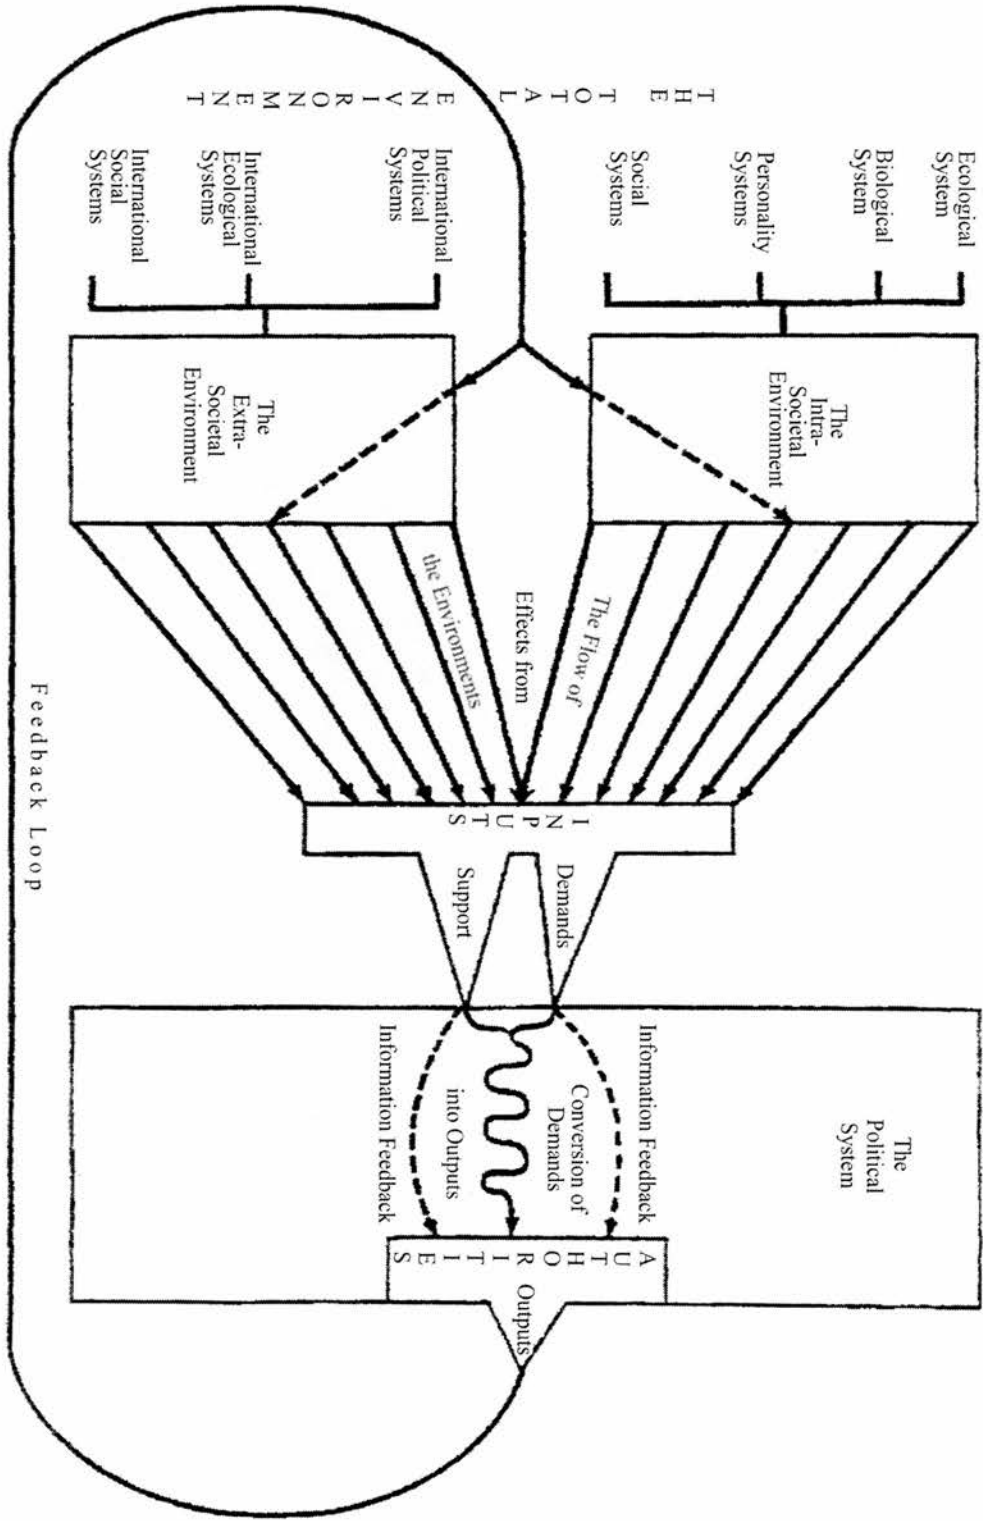 THE TOTAL ENVIRONMENT
Ecological
System
Biological
System
Personality
Systems
Social
Systems
International
Political
Systems
International
Ecological
Systems
International
Social
Systems
The
Intra-
Societal
Environment
The
Extra-
Societal
Environment
The Flow of
Effects from
the Environments
INPUTS
Demands
Support
The
Political
System
Information Feedback
Conversion of
Demands
into Outputs
Information Feedback
AUTHORITIES
Outputs
Feedback Loop